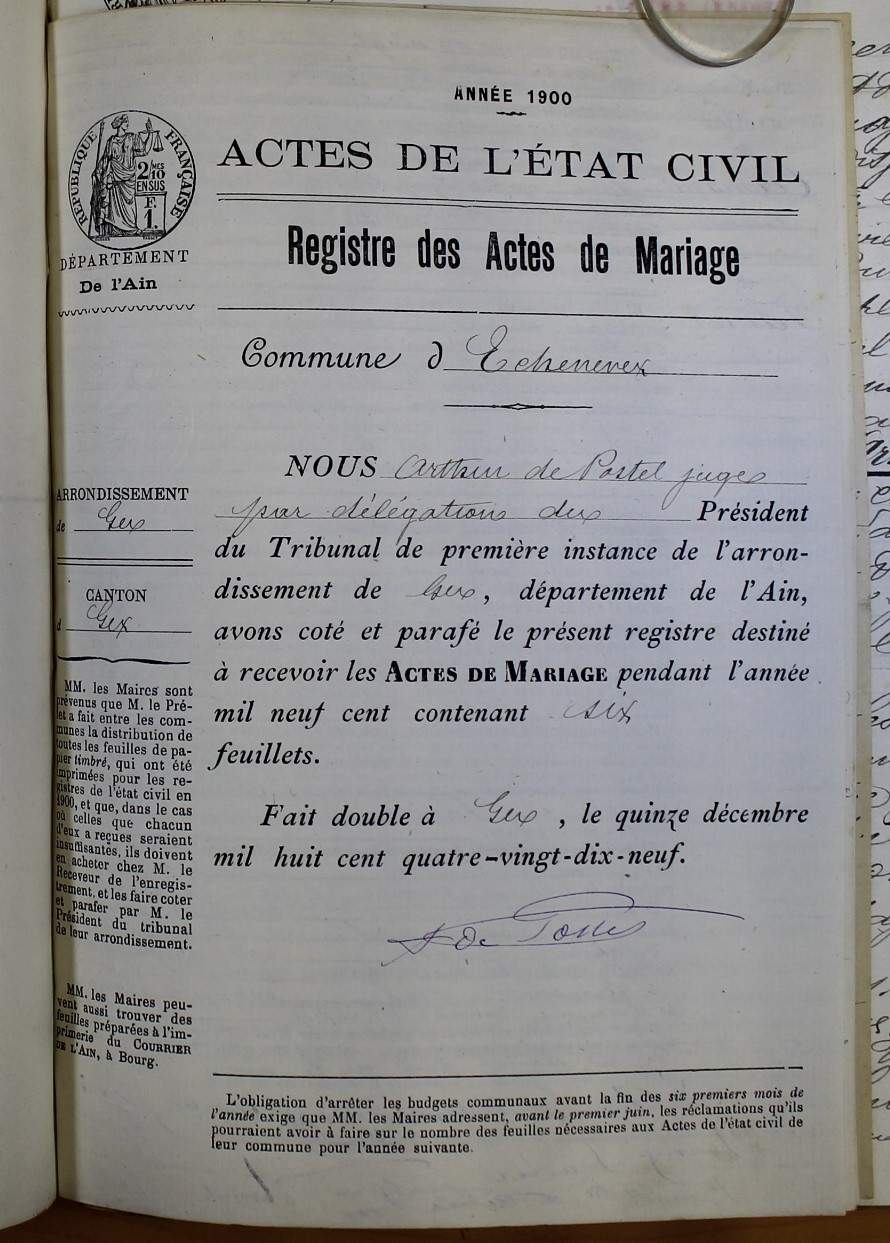 ANNÉE 1900
ACTES DE L'ÉTAT CIVIL
Registre des Actes de Mariage
RÉPUBLIQUE FRANÇAISE
2/10 MES
EN SUS
F.
1.
DÉPARTEMENT
De l'Ain
Commune d Echenevex
ARRONDISSEMENT
de Gex
CANTON
d Gex
MM. les Maires sont
prévenus que M. le Pré-
fet a fait entre les com-
munes la distribution de
toutes les feuilles de pa-
pier timbré, qui ont été
imprimées pour les re-
gistres de l'état civil en
1900, et que, dans le cas
où celles que chacun
d'eux a reçues seraient
insuffisantes, ils doivent
en acheter chez M. le
Receveur de l'enregis-
trement, et les faire coter
et parafer par M. le
Président du tribunal
de leur arrondissement.
MM. les Maires peu-
vent aussi trouver des
feuilles préparées à l'im-
primerie du COURRIER
DE L'AIN, à Bourg.
NOUS Arthur de Postel juge
par délégation du Président
du Tribunal de première instance de l'arron-
dissement de Gex, département de l'Ain,
avons coté et parafé le présent registre destiné
à recevoir les ACTES DE MARIAGE pendant l'année
mil neuf cent contenant six
feuillets.
Fait double à Gex, le quinze décembre
mil huit cent quatre-vingt-dix-neuf.
A de Postel
L'obligation d'arrêter les budgets communaux avant la fin des six premiers mois de
l'année exige que MM. les Maires adressent, avant le premier juin, les réclamations qu'ils
pourraient avoir à faire sur le nombre des feuilles nécessaires aux Actes de l'état civil de
leur commune pour l'année suivante.